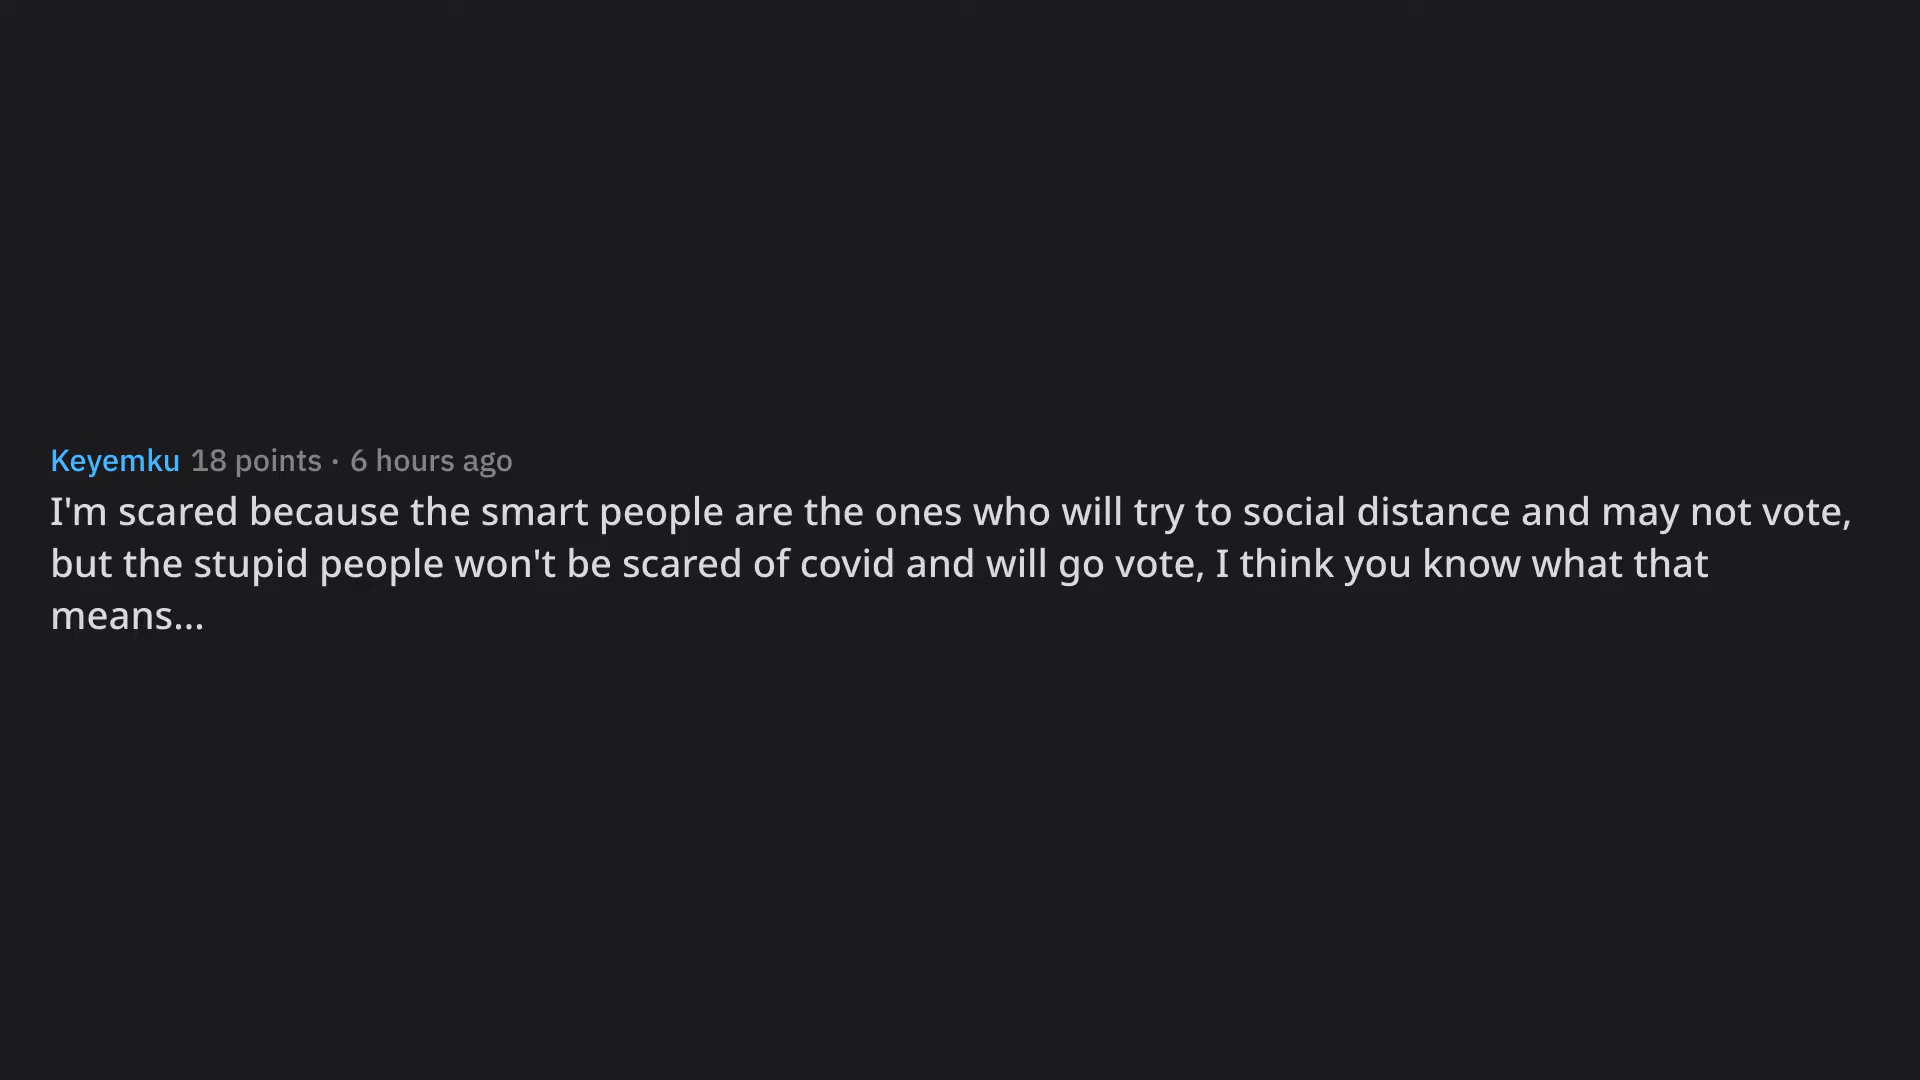 Keyemku 18 points · 6 hours ago
I'm scared because the smart people are the ones who will try to social distance and may not vote,
but the stupid people won't be scared of covid and will go vote, I think you know what that
means...